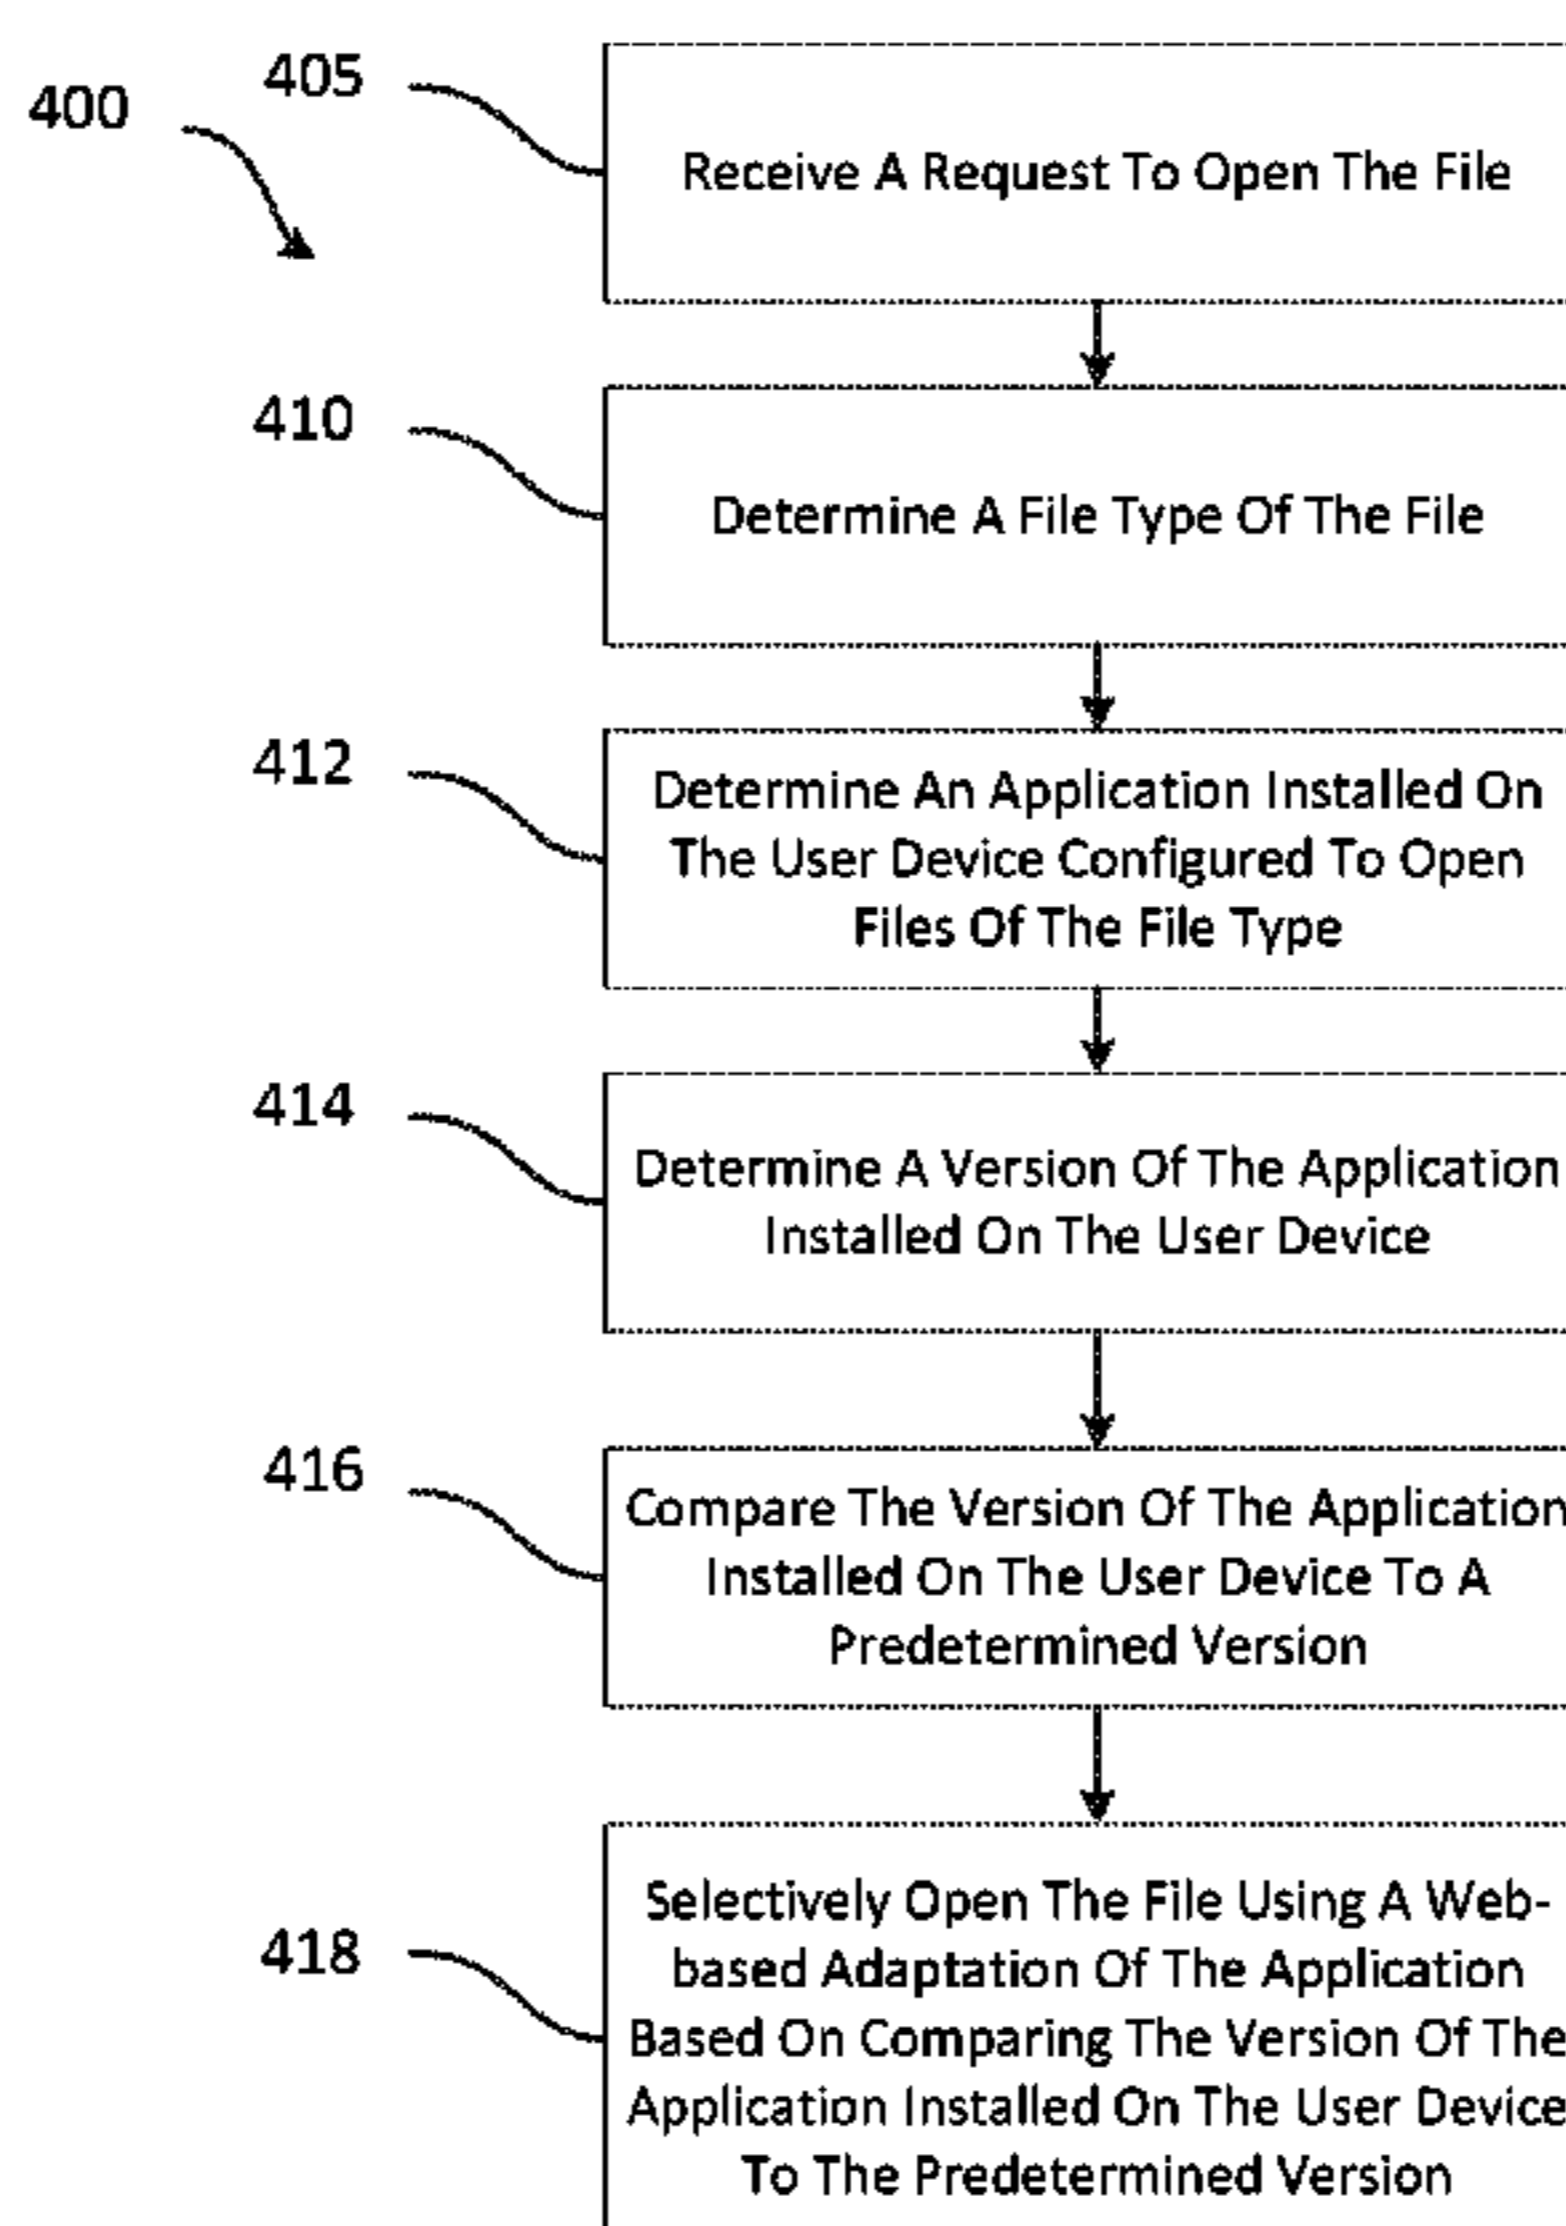 400
405
Receive A Request To Open The File
410
Determine A File Type Of The File
412
Determine An Application Installed On
The User Device Configured To Open
Files Of The File Type
414
Determine A Version Of The Application
Installed On The User Device
416
Compare The Version Of The Application
Installed On The User Device To A
Predetermined Version
418
Selectively Open The File Using A Web-
based Adaptation Of The Application
Based On Comparing The Version Of The
Application Installed On The User Device
To The Predetermined Version